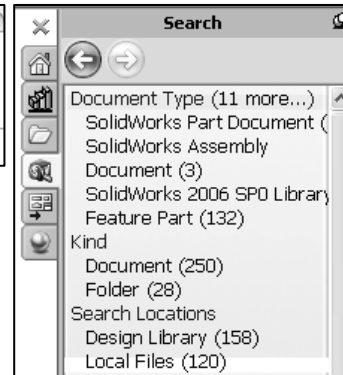 Search
Document Type (11 more...)
SolidWorks Part Document (
SolidWorks Assembly
Document (3)
SolidWorks 2006 SP0 Library
Feature Part (132)
Kind
Document (250)
Folder (28)
Search Locations
Design Library (158)
Local Files (120)